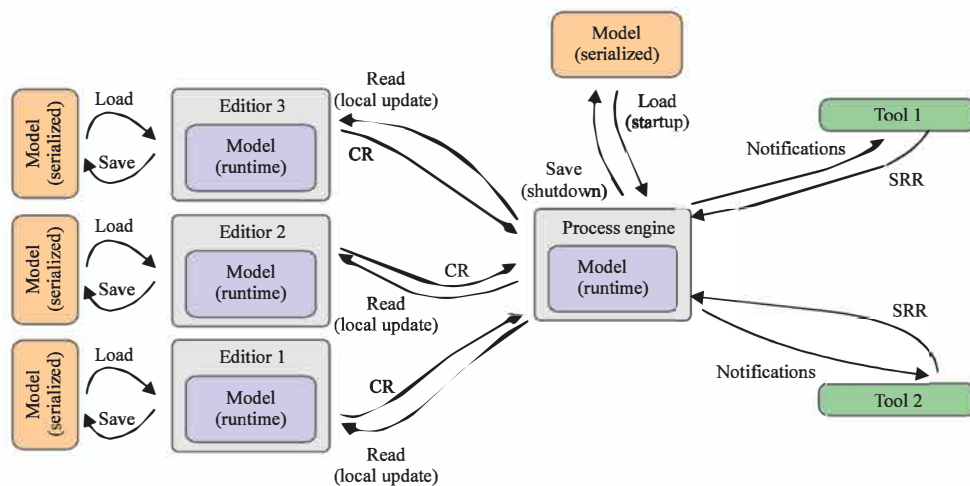 Model
(serialized)
Load
Save
Editior 3
Model
(runtime)
Read
(local update)
CR
Model
(serialized)
Load
Save
Editior 2
Model
(runtime)
CR
Read
(local update)
Model
(serialized)
Load
Save
Editior 1
Model
(runtime)
CR
Read
(local update)
Model
(serialized)
Load
(startup)
Save
(shutdown)
Process engine
Model
(runtime)
Tool 1
Notifications
SRR
SRR
Notifications
Tool 2